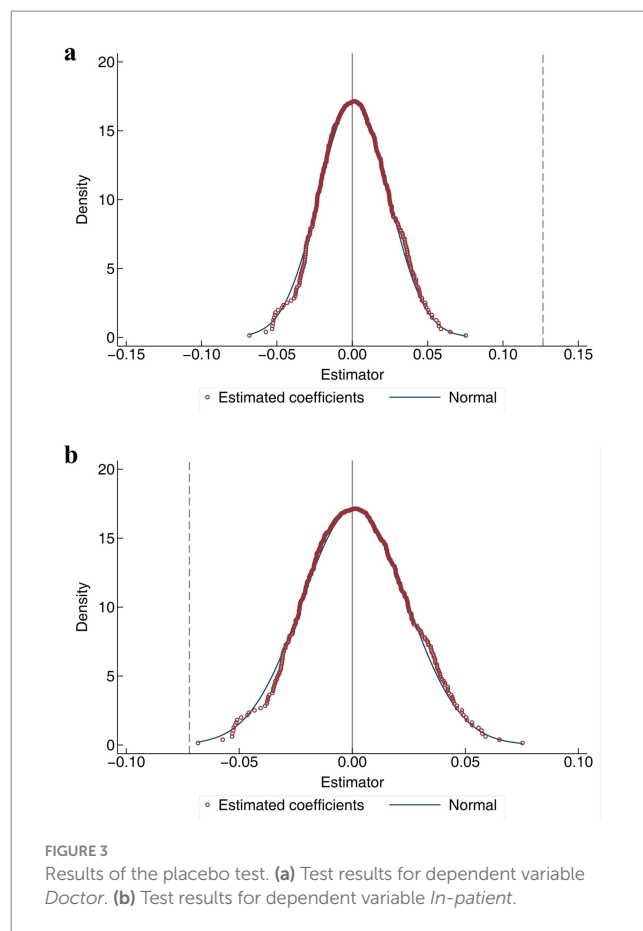 a
20
15
10
5
0
Density
−0.15 −0.10 −0.05 0.00 0.05 0.10 0.15
Estimator
Estimated coefficients Normal
b
20
15
10
5
0
Density
−0.10 −0.05 0.00 0.05 0.10
Estimator
Estimated coefficients Normal
FIGURE 3
Results of the placebo test. (a) Test results for dependent variable
Doctor. (b) Test results for dependent variable In-patient.